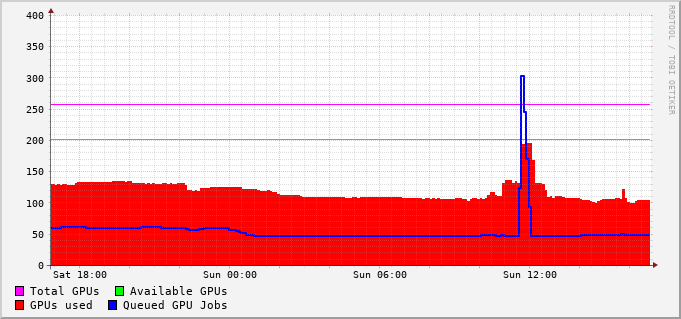 400
350
300
250
200
150
100
50
0
Sat 18:00 Sun 00:00 Sun 06:00 Sun 12:00
Total GPUs Available GPUs
GPUs used Queued GPU Jobs
RRDTOOL / TOBI OETIKER